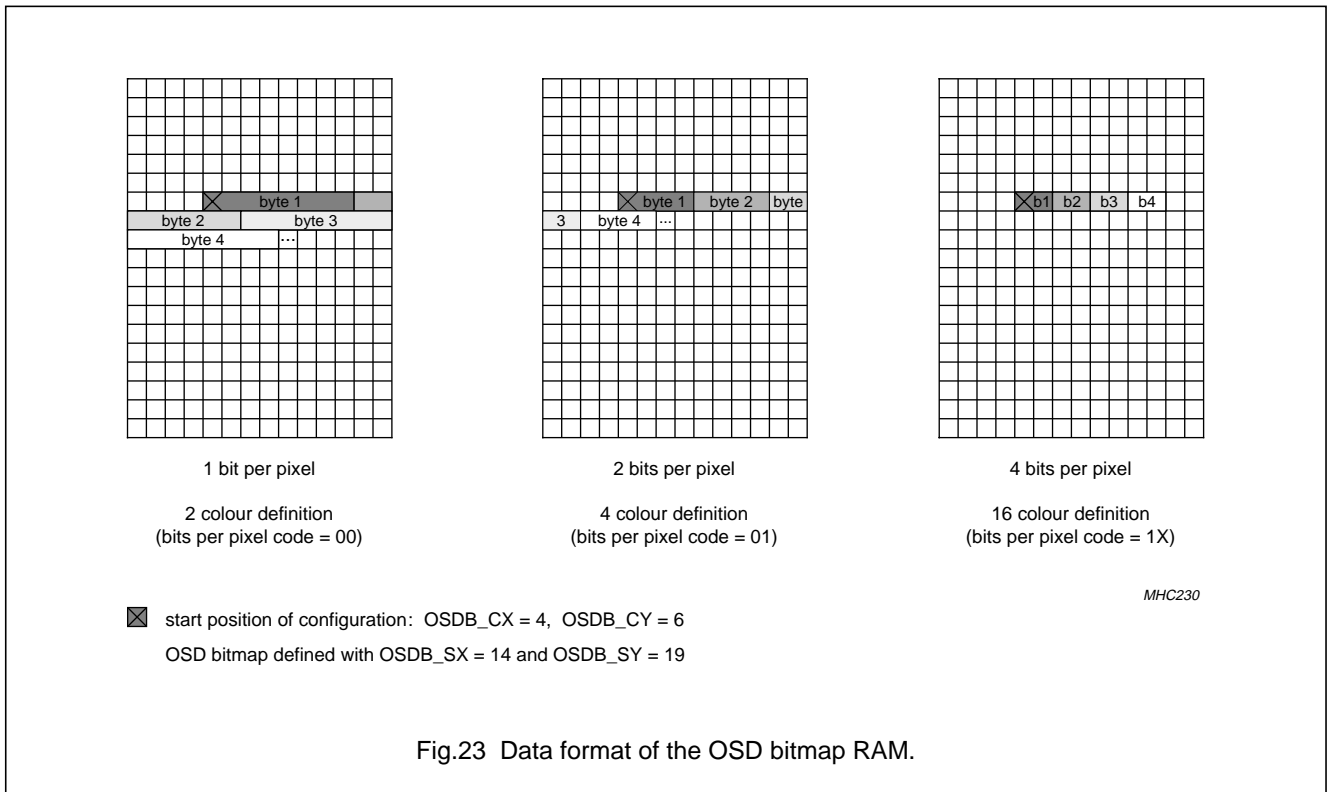 byte 1
byte 2 byte 3
byte 4 ...
byte 1 byte 2 byte
3 byte 4 ...
b1 b2 b3 b4
1 bit per pixel
2 colour definition
(bits per pixel code = 00)
2 bits per pixel
4 colour definition
(bits per pixel code = 01)
4 bits per pixel
16 colour definition
(bits per pixel code = 1X)
MHC230
start position of configuration: OSDB_CX = 4, OSDB_CY = 6
OSD bitmap defined with OSDB_SX = 14 and OSDB_SY = 19
Fig.23 Data format of the OSD bitmap RAM.